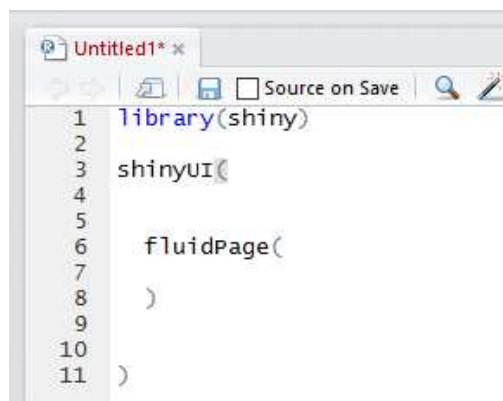 Untitled1* ×
Source on Save
1 library(shiny)
2
3 shinyUI(
4
5
6 fluidPage(
7
8 )
9
10
11 )